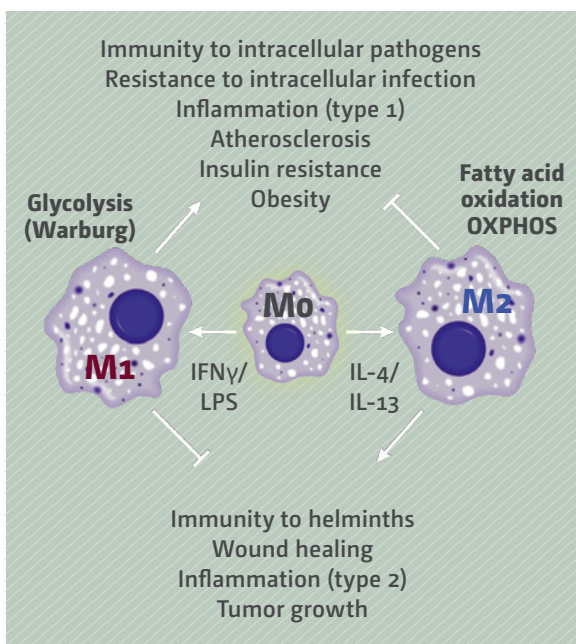 Immunity to intracellular pathogens
Resistance to intracellular infection
Inflammation (type 1)
Atherosclerosis
Insulin resistance
Obesity
Glycolysis
(Warburg)
Fatty acid
oxidation
OXPHOS
M0
M2
M1
IFNγ/
LPS
IL-4/
IL-13
Immunity to helminths
Wound healing
Inflammation (type 2)
Tumor growth